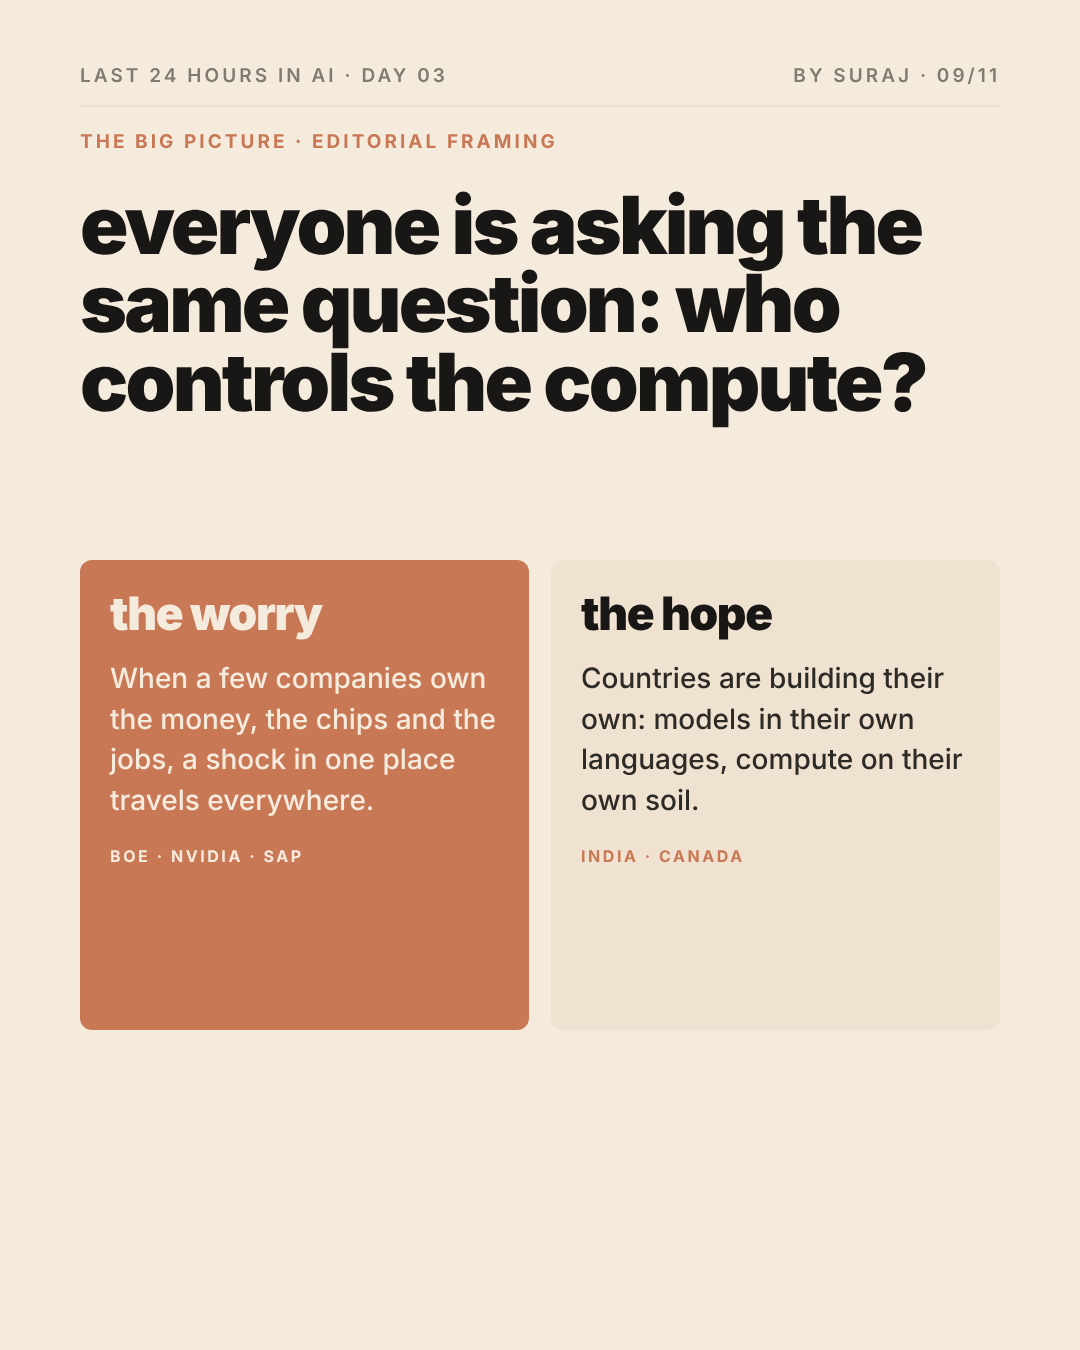 LAST 24 HOURS IN AI · DAY 03
BY SURAJ · 09/11
THE BIG PICTURE · EDITORIAL FRAMING
everyone is asking the
same question: who
controls the compute?
the worry
When a few companies own
the money, the chips and the
jobs, a shock in one place
travels everywhere.
BOE · NVIDIA · SAP
the hope
Countries are building their
own: models in their own
languages, compute on their
own soil.
INDIA · CANADA